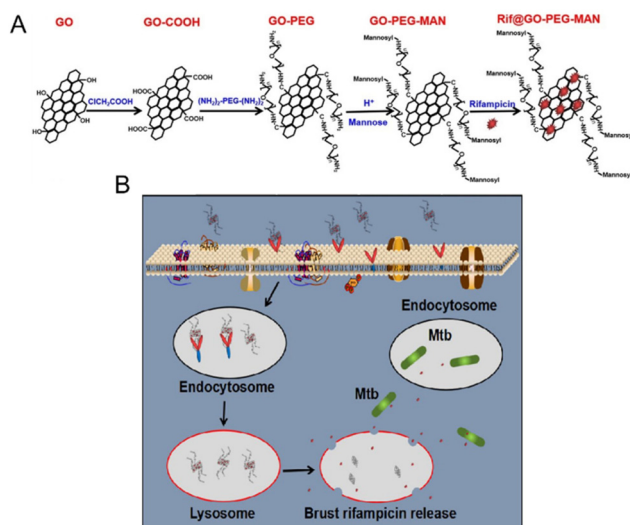 A
GO
GO-COOH
GO-PEG
GO-PEG-MAN
Rif@GO-PEG-MAN
ClCH₂COOH
(NH₂)₂-PEG-(NH₂)₂
H⁺
Mannose
Rifampicin
HO
OH
HO
OH
COOH
HOOC
COOH
HOOC
Mannosyl
Mannosyl
Mannosyl
Mannosyl
Mannosyl
Mannosyl
Mannosyl
Mannosyl
B
Endocytosome
Mtb
Endocytosome
Mtb
Lysosome
Brust rifampicin release